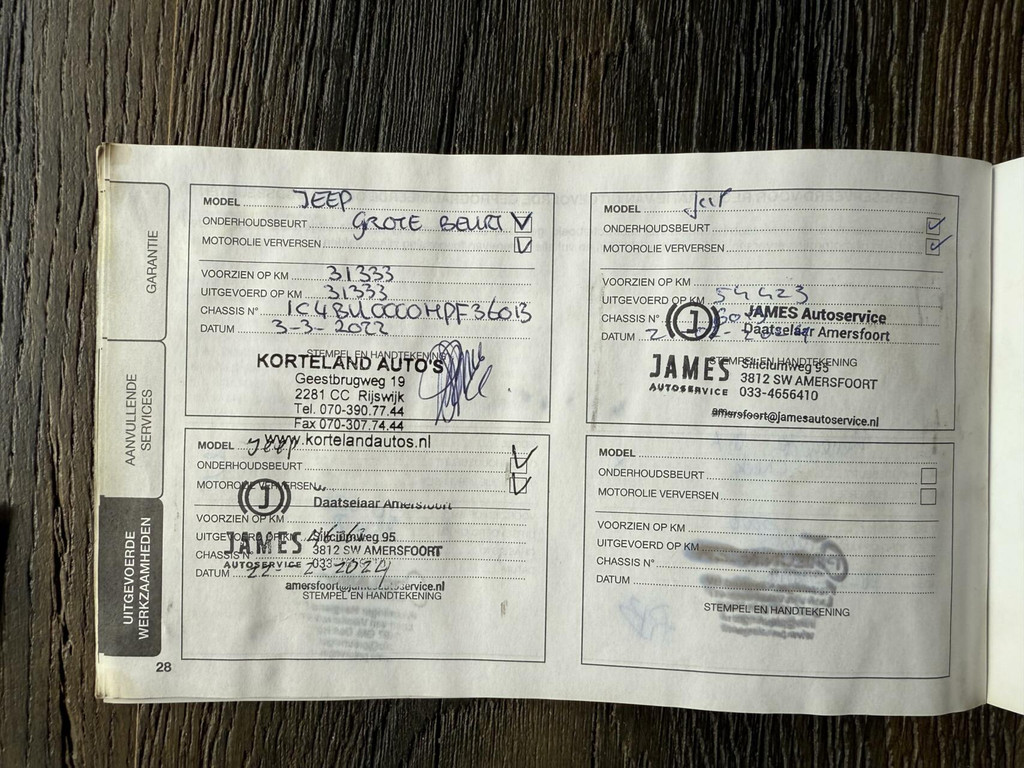 GARANTIE
AANVULLENDE
SERVICES
UITGEVOERDE
WERKZAAMHEDEN
28
MODEL JEEP
ONDERHOUDSBEURT GROTE BEURT
MOTOROLIE VERVERSEN
VOORZIEN OP KM 31333
UITGEVOERD OP KM 31333
CHASSIS N° 1C4BU0000HPF36013
DATUM 3-3-2022
STEMPEL EN HANDTEKENING
KORTELAND AUTO'S
Geestbrugweg 19
2281 CC Rijswijk
Tel. 070-390.77.44
Fax 070-307.74.44
www.kortelandautos.nl
MODEL Jeep
ONDERHOUDSBEURT
MOTOROLIE VERVERSEN
Daatselaar Amersfoort
VOORZIEN OP KM
UITGEVOERD OP KM
Siliciumweg 95
JAMES
3812 SW AMERSFOORT
CHASSIS N°
AUTOSERVICE 033-
DATUM 22-2-2024
amersfoort@jamesautoservice.nl
STEMPEL EN HANDTEKENING
MODEL Jeep
ONDERHOUDSBEURT
MOTOROLIE VERVERSEN
VOORZIEN OP KM
UITGEVOERD OP KM 54423
CHASSIS N°
JAMES Autoservice
DATUM
Daatselaar Amersfoort
STEMPEL EN HANDTEKENING
Siliciumweg 95
JAMES
3812 SW AMERSFOORT
AUTOSERVICE 033-4656410
amersfoort@jamesautoservice.nl
MODEL
ONDERHOUDSBEURT
MOTOROLIE VERVERSEN
VOORZIEN OP KM
UITGEVOERD OP KM
CHASSIS N°
DATUM
STEMPEL EN HANDTEKENING